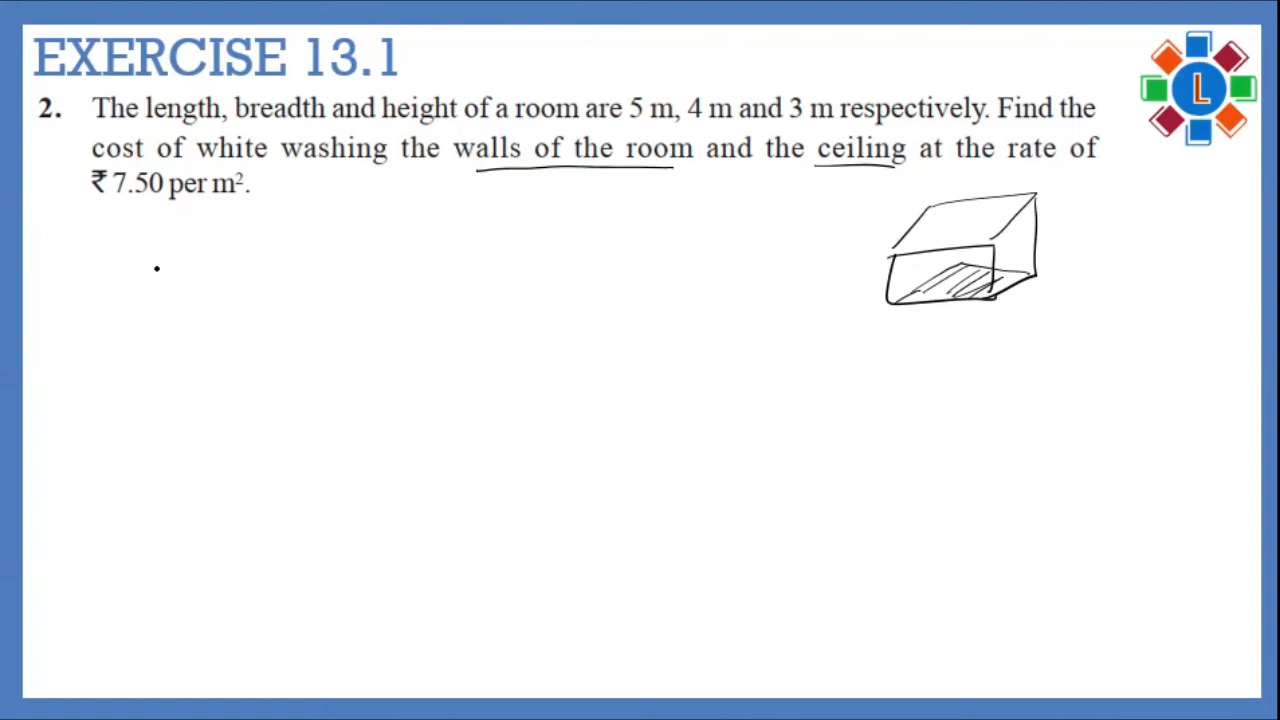 EXERCISE 13.1
2. The length, breadth and height of a room are 5 m, 4 m and 3 m respectively. Find the
cost of white washing the walls of the room and the ceiling at the rate of
₹ 7.50 per m².
L